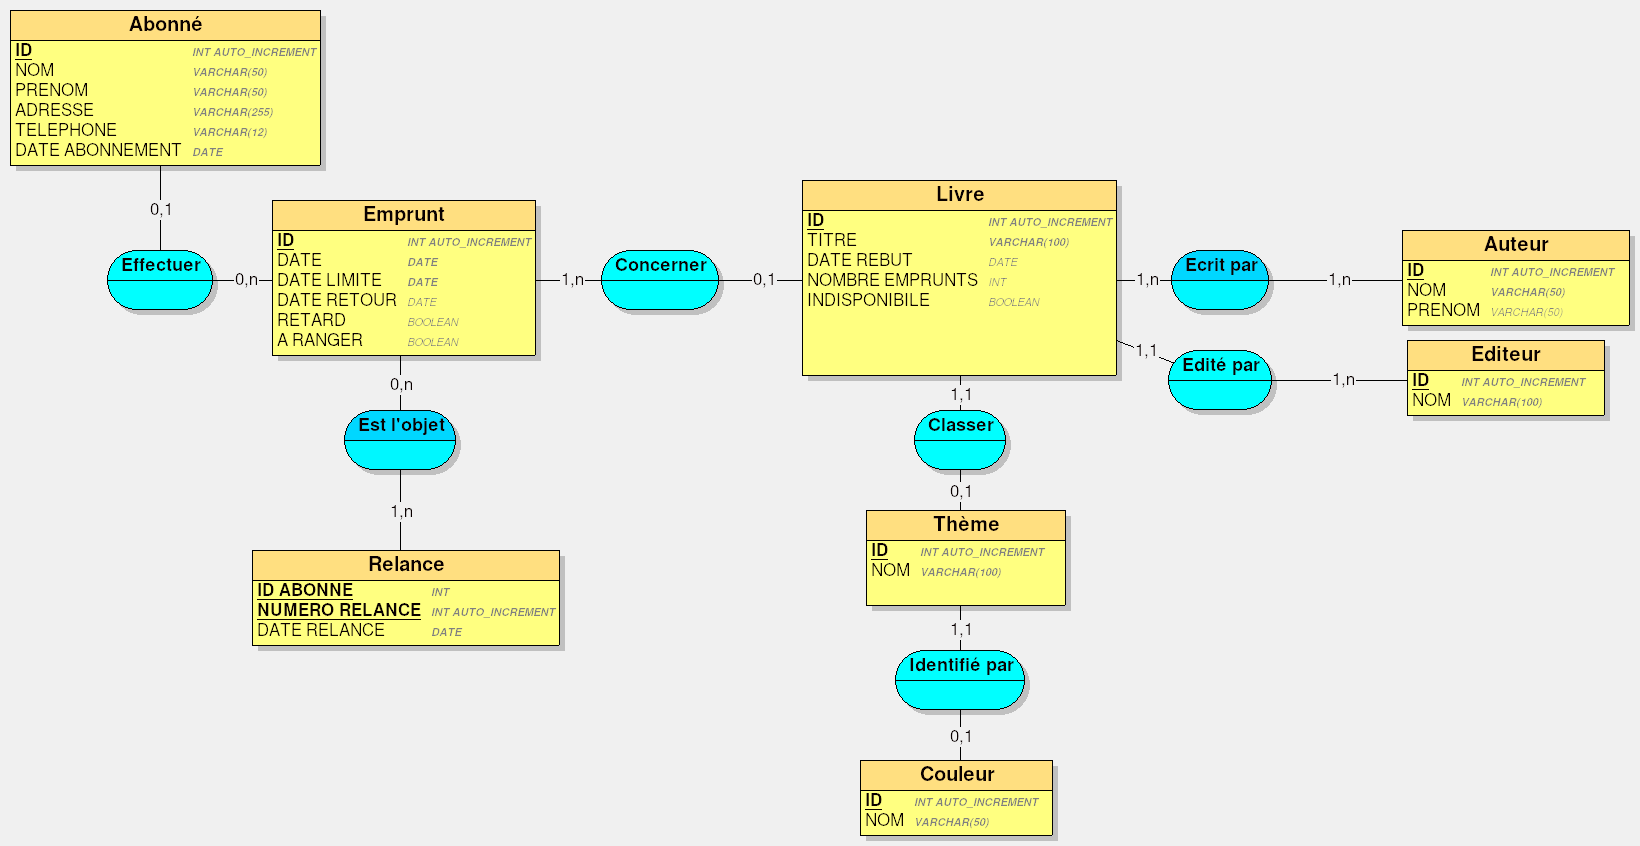 Abonné
ID INT AUTO_INCREMENT
NOM VARCHAR(50)
PRENOM VARCHAR(50)
ADRESSE VARCHAR(255)
TELEPHONE VARCHAR(12)
DATE ABONNEMENT DATE
0,1
Effectuer
0,n
Emprunt
ID INT AUTO_INCREMENT
DATE DATE
DATE LIMITE DATE
DATE RETOUR DATE
RETARD BOOLEAN
A RANGER BOOLEAN
1,n
Concerner
0,1
Livre
ID INT AUTO_INCREMENT
TITRE VARCHAR(100)
DATE REBUT DATE
NOMBRE EMPRUNTS INT
INDISPONIBILE BOOLEAN
1,n
Ecrit par
1,n
Auteur
ID INT AUTO_INCREMENT
NOM VARCHAR(50)
PRENOM VARCHAR(50)
1,1
Edité par
1,n
Editeur
ID INT AUTO_INCREMENT
NOM VARCHAR(100)
0,n
Est l'objet
1,n
Relance
ID ABONNE INT
NUMERO RELANCE INT AUTO_INCREMENT
DATE RELANCE DATE
1,1
Classer
0,1
Thème
ID INT AUTO_INCREMENT
NOM VARCHAR(100)
1,1
Identifié par
0,1
Couleur
ID INT AUTO_INCREMENT
NOM VARCHAR(50)